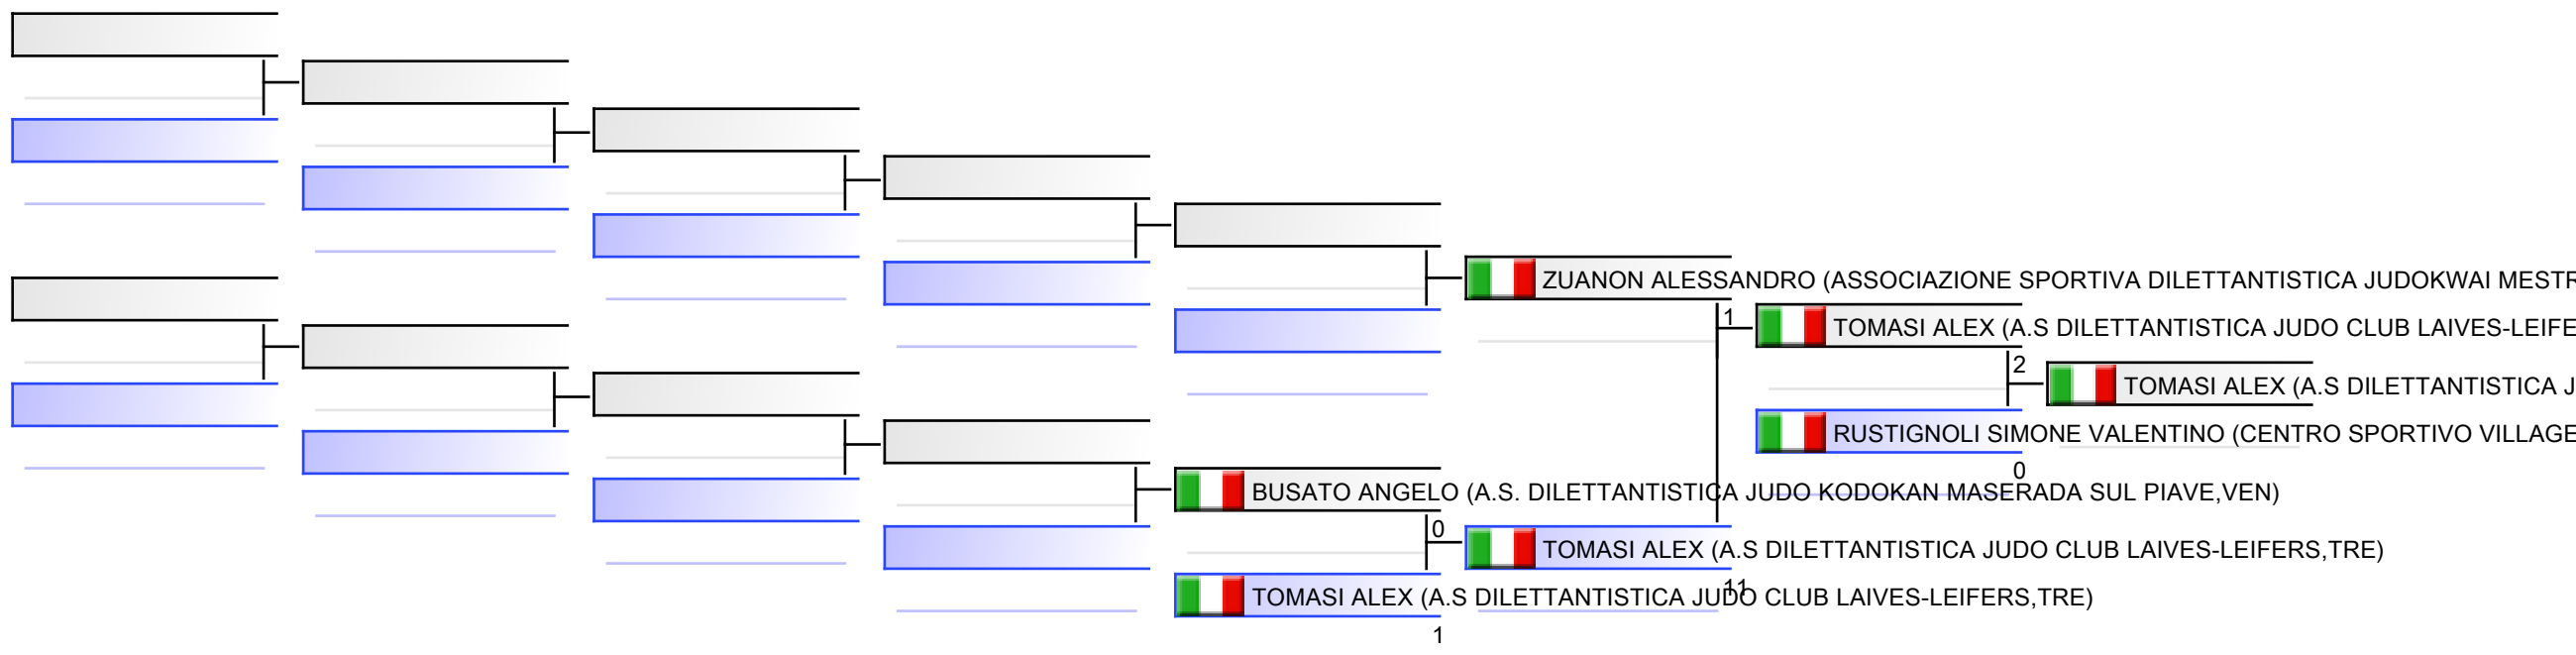 ZUANON ALESSANDRO (ASSOCIAZIONE SPORTIVA DILETTANTISTICA JUDOKWAI MESTR
1
TOMASI ALEX (A.S DILETTANTISTICA JUDO CLUB LAIVES-LEIFE
2
TOMASI ALEX (A.S DILETTANTISTICA J
RUSTIGNOLI SIMONE VALENTINO (CENTRO SPORTIVO VILLAGE
0
BUSATO ANGELO (A.S. DILETTANTISTICA JUDO KODOKAN MASERADA SUL PIAVE,VEN)
0
TOMASI ALEX (A.S DILETTANTISTICA JUDO CLUB LAIVES-LEIFERS,TRE)
11
TOMASI ALEX (A.S DILETTANTISTICA JUDO CLUB LAIVES-LEIFERS,TRE)
1